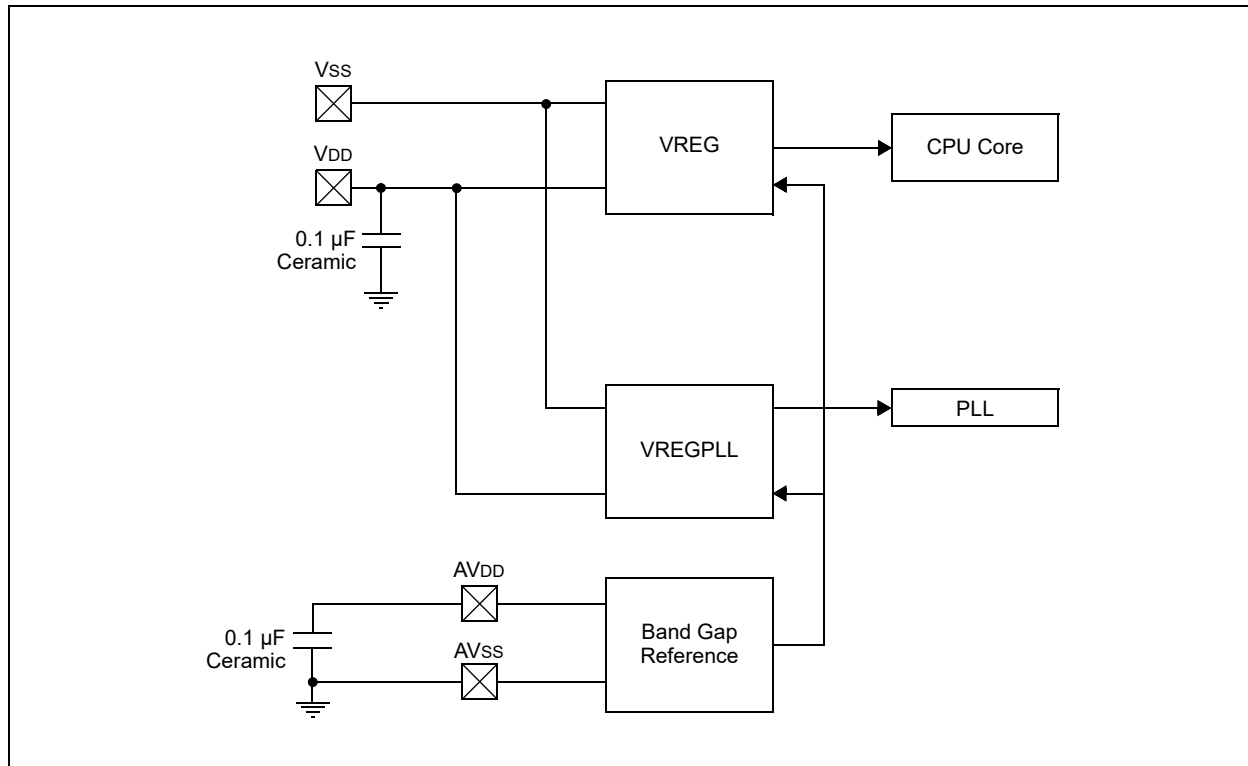 VSS
VREG
CPU Core
VDD
0.1 µF
Ceramic
VREGPLL
PLL
AVDD
0.1 µF
Ceramic
AVSS
Band Gap
Reference